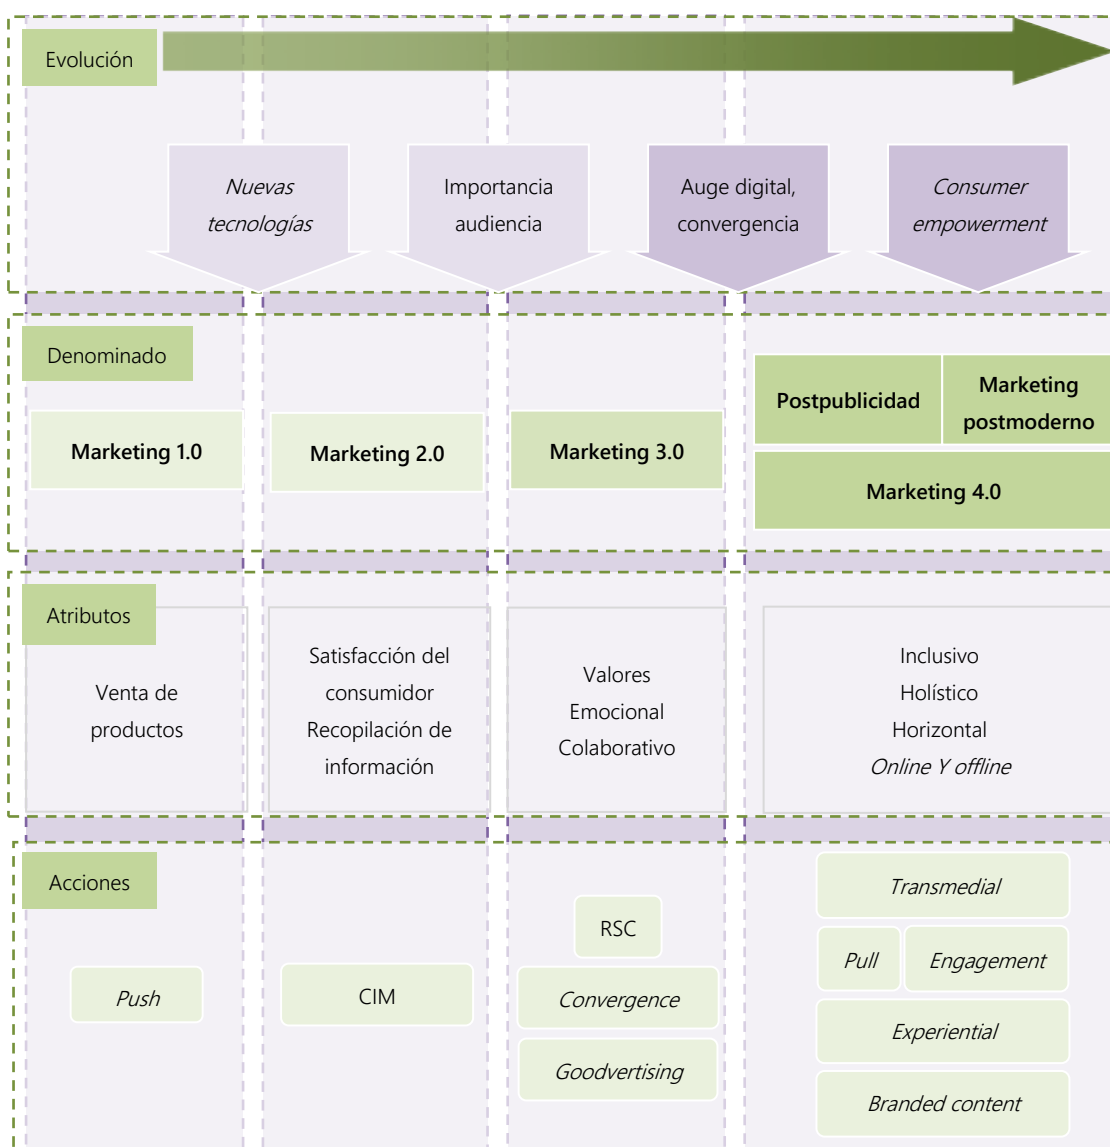 Evolución
Nuevas
tecnologías
Importancia
audiencia
Auge digital,
convergencia
Consumer
empowerment
Denominado
Marketing 1.0
Marketing 2.0
Marketing 3.0
Postpublicidad
Marketing
postmoderno
Marketing 4.0
Atributos
Venta de
productos
Satisfacción del
consumidor
Recopilación de
información
Valores
Emocional
Colaborativo
Inclusivo
Holístico
Horizontal
Online Y offline
Acciones
Push
CIM
RSC
Convergence
Goodvertising
Transmedial
Pull
Engagement
Experiential
Branded content